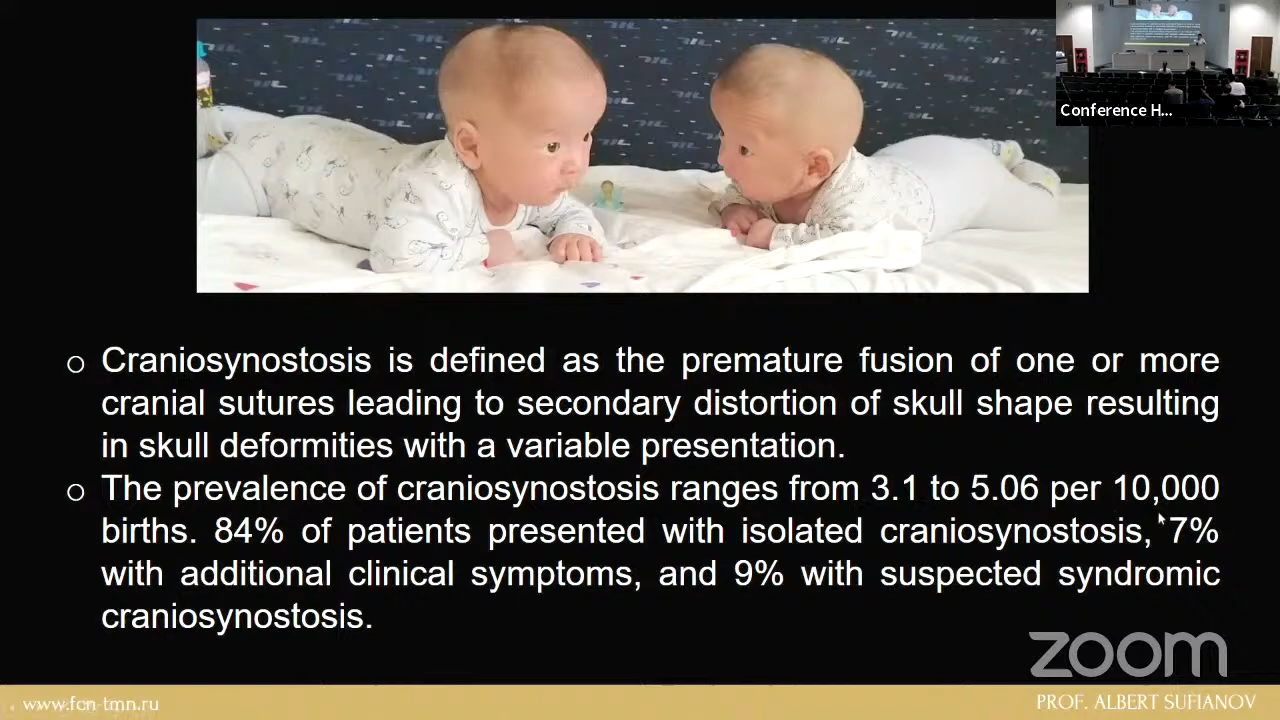 Conference H...
○ Craniosynostosis is defined as the premature fusion of one or more
cranial sutures leading to secondary distortion of skull shape resulting
in skull deformities with a variable presentation.
○ The prevalence of craniosynostosis ranges from 3.1 to 5.06 per 10,000
births. 84% of patients presented with isolated craniosynostosis, 7%
with additional clinical symptoms, and 9% with suspected syndromic
craniosynostosis.
zoom
www.fcn-tmn.ru
PROF. ALBERT SUFIANOV